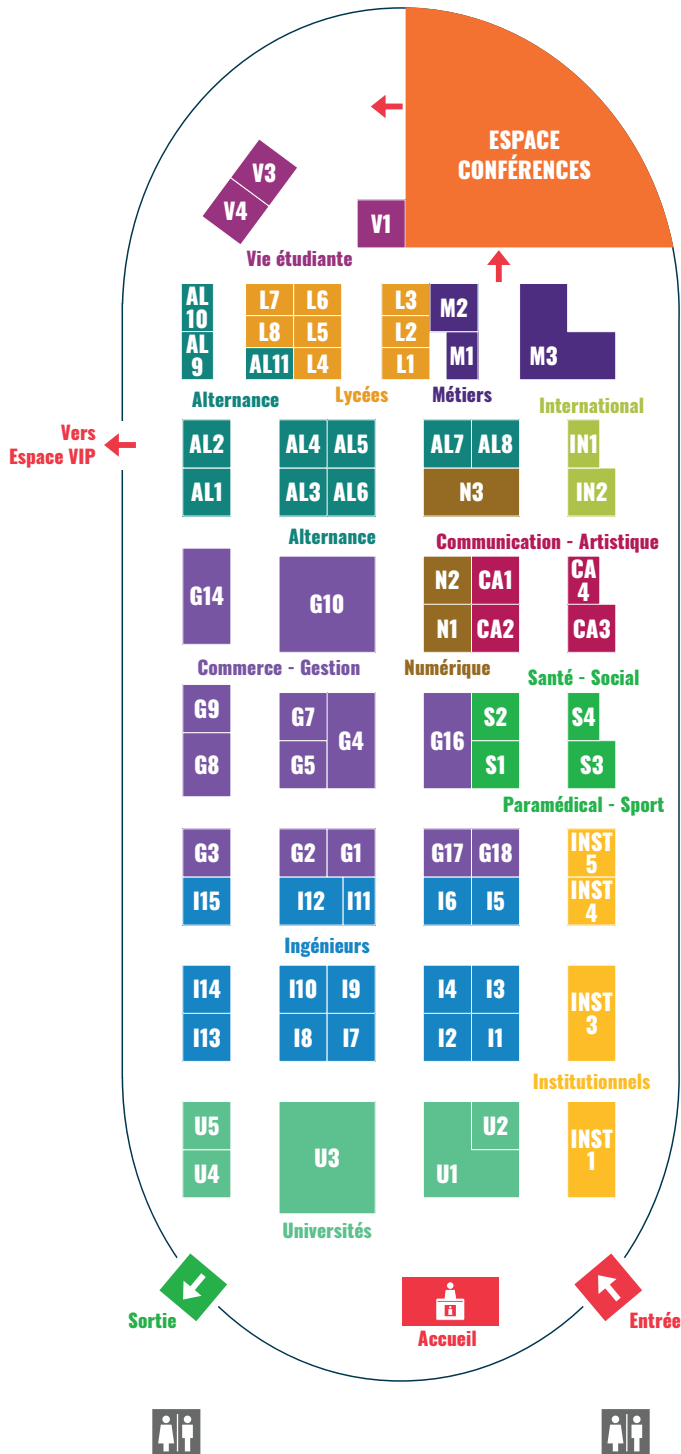 ESPACE
CONFÉRENCES
V3
V4
V1
Vie étudiante
AL
10
AL
9
L7
L6
L8
L5
AL11
L4
L3
L2
L1
M2
M1
M3
Alternance
Lycées
Métiers
International
Vers
Espace VIP
AL2
AL1
AL4
AL5
AL3
AL6
AL7
AL8
N3
IN1
IN2
Alternance
Communication - Artistique
G14
G10
N2
CA1
N1
CA2
CA
4
CA3
Commerce - Gestion
Numérique
Santé - Social
G9
G8
G7
G5
G4
G16
S2
S1
S4
S3
Paramédical - Sport
G3
G2
G1
G17
G18
INST
5
I15
I12
I11
I6
I5
INST
4
Ingénieurs
I14
I10
I9
I4
I3
I13
I8
I7
I2
I1
INST
3
Institutionnels
U5
U4
U3
U2
U1
INST
1
Universités
Sortie
Accueil
Entrée